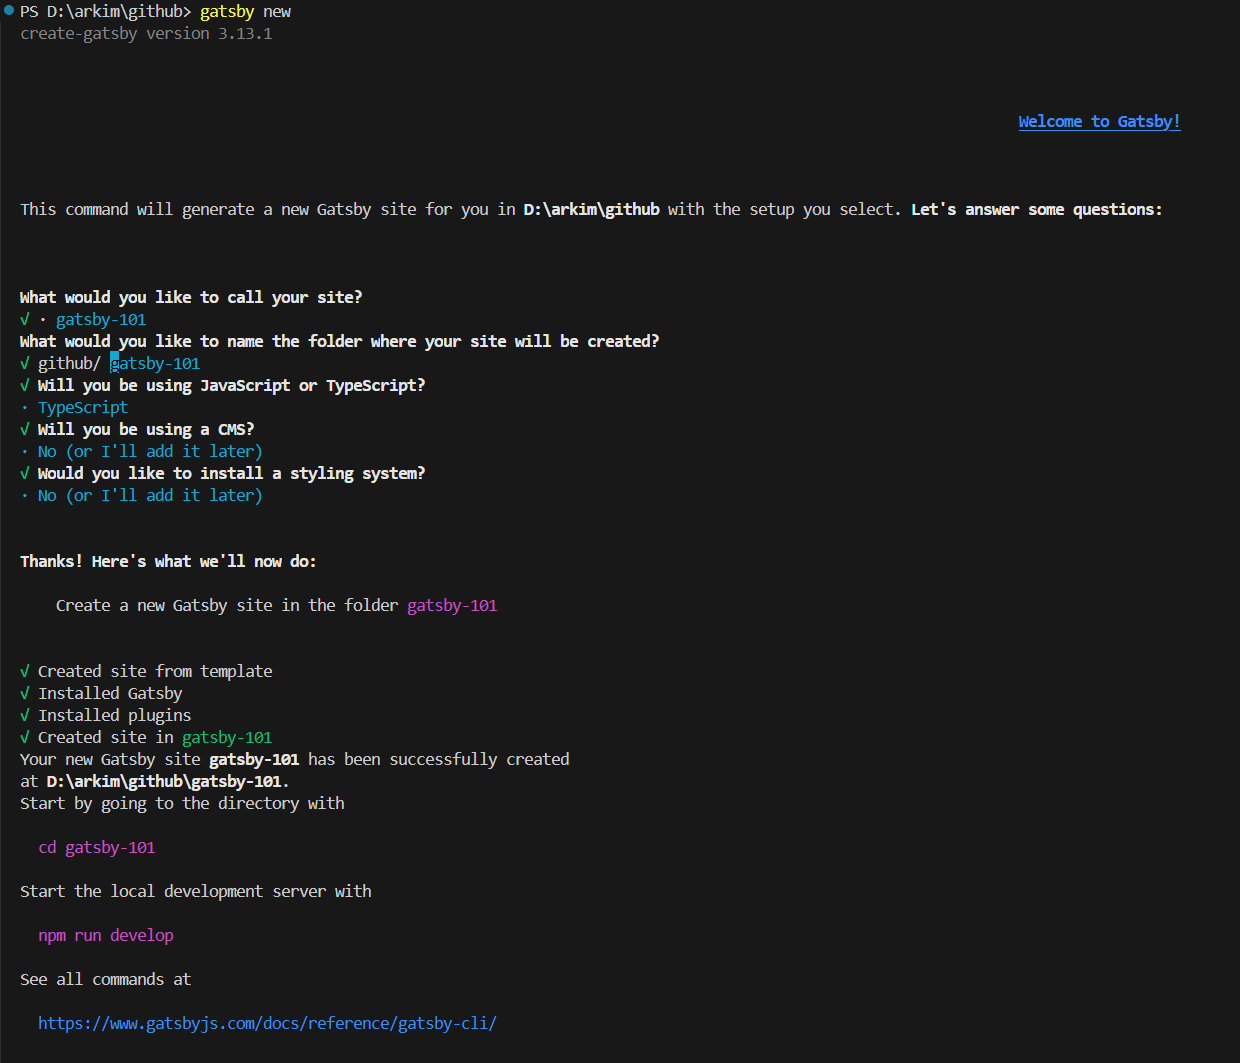 PS D:\arkim\github> gatsby new
create-gatsby version 3.13.1
Welcome to Gatsby!
This command will generate a new Gatsby site for you in D:\arkim\github with the setup you select. Let's answer some questions:
What would you like to call your site?
√ · gatsby-101
What would you like to name the folder where your site will be created?
√ github/ gatsby-101
√ Will you be using JavaScript or TypeScript?
· TypeScript
√ Will you be using a CMS?
· No (or I'll add it later)
√ Would you like to install a styling system?
· No (or I'll add it later)
Thanks! Here's what we'll now do:
Create a new Gatsby site in the folder gatsby-101
√ Created site from template
√ Installed Gatsby
√ Installed plugins
√ Created site in gatsby-101
Your new Gatsby site gatsby-101 has been successfully created
at D:\arkim\github\gatsby-101.
Start by going to the directory with
cd gatsby-101
Start the local development server with
npm run develop
See all commands at
https://www.gatsbyjs.com/docs/reference/gatsby-cli/